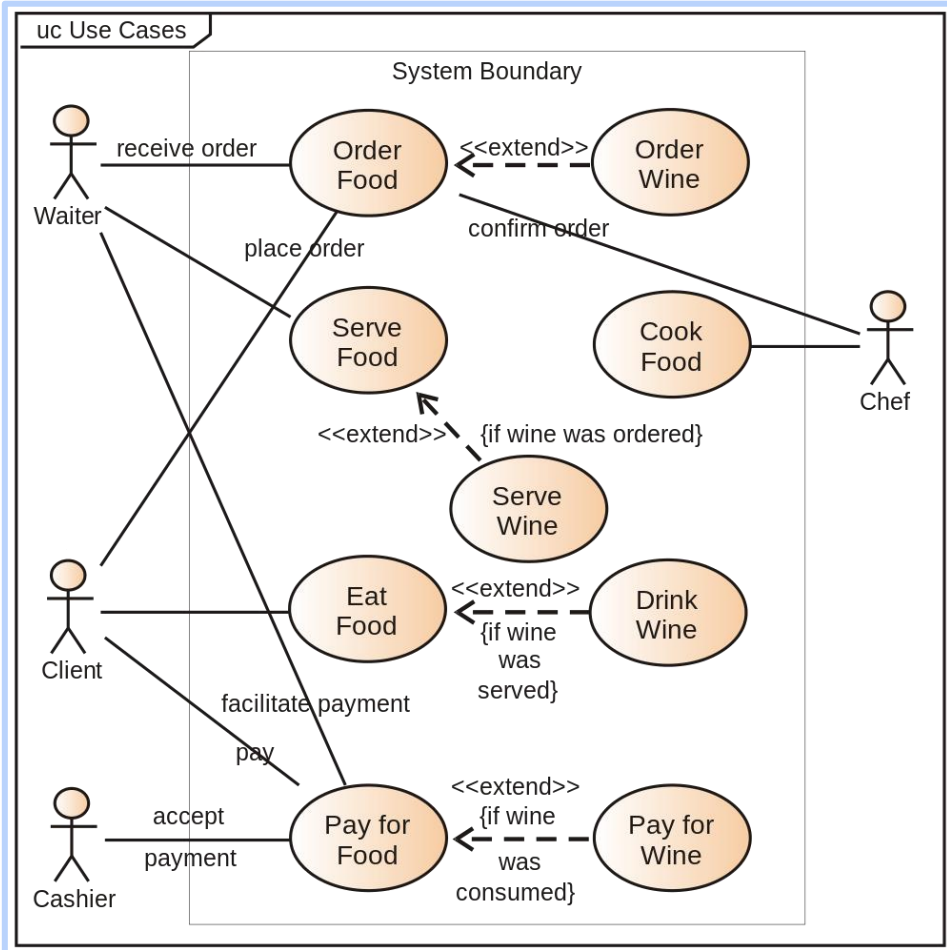 uc Use Cases
System Boundary
receive order
Order
Food
<<extend>>
Order
Wine
Waiter
place order
confirm order
Serve
Food
Cook
Food
Chef
<<extend>>
{if wine was ordered}
Serve
Wine
Eat
Food
<<extend>>
{if wine
was
served}
Drink
Wine
Client
facilitate payment
pay
accept
payment
Pay for
Food
<<extend>>
{if wine
was
consumed}
Pay for
Wine
Cashier